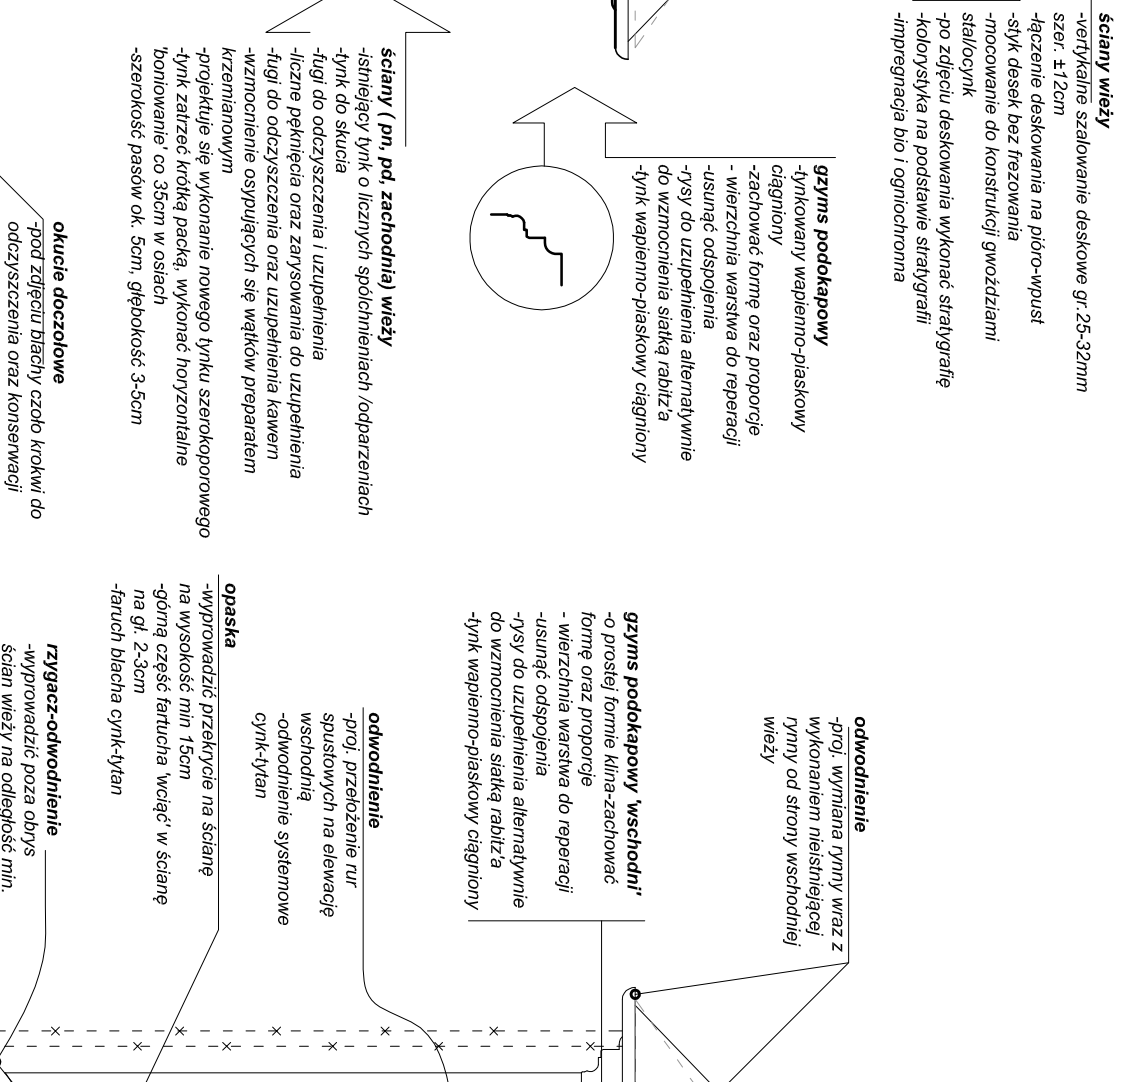 ściany wieży
-vertykalne szalowanie deskowe gr.25-32mm
szer. ±12cm
-łączenie deskowania na pióro-wpust
-styk desek bez frezowania
-mocowanie do konstrukcji gwoździami
stal/ocynk
-po zdjęciu deskowania wykonać stratygrafię
-kolorystyka na podstawie stratygrafii
-impregnacja bio i ogniochronna
gzyms podokapowy
-tynkowany wapienno-piaskowy
ciągniony
-zachować formę oraz proporcje
- wierzchnia warstwa do reperacji
-usunąć odspojenia
-rysy do uzupełnienia alternatywnie
do wzmocnienia siatką rabitz'a
-tynk wapienno-piaskowy ciągniony
ściany ( pn, pd, zachodnia) wieży
-istniejący tynk o licznych spólchnieniach /odparzeniach
-tynk do skucia
-fugi do odczyszczenia i uzupełnienia
-liczne pęknięcia oraz zarysowania do uzupełnienia
-fugi do odczyszczenia oraz uzupełnienia kawern
-wzmocnienie osypujących się wątków preparatem
krzemianowym
-projektuje się wykonanie nowego tynku szerokoporowego
-tynk zatrzeć krótką packą, wykonać horyzontalne
'boniowanie' co 35cm w osiach
-szerokość pasów ok. 5cm, głębokość 3-5cm
okucie doczołowe
-pod zdjęciu blachy czoło krokwi do
odczyszczenia oraz konserwacji
odwodnienie
-proj. wymiana rynny wraz z
wykonaniem nieistniejącej
rynny od strony wschodniej
wieży
gzyms podokapowy 'wschodni'
-o prostej formie klina-zachować
formę oraz proporcje
- wierzchnia warstwa do reperacji
-usunąć odspojenia
-rysy do uzupełnienia alternatywnie
do wzmocnienia siatką rabitz'a
-tynk wapienno-piaskowy ciągniony
odwodnienie
-proj. przełożenie rur
spustowych na elewację
wschodnią
-odwodnienie systemowe
cynk-tytan
opaska
-wyprowadzić przekrycie na ścianę
na wysokość min 15cm
-górną część fartucha 'wciąć' w ścianę
na gł. 2-3cm
-faruch blacha cynk-tytan
rzygacz-odwodnienie
-wyprowadzić poza obrys
ścian wieży na odległość min.